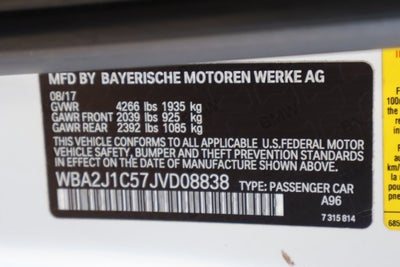 MFD BY BAYERISCHE MOTOREN WERKE AG
08/17
GVWR 4266 lbs 1935 kg
GAWR FRONT 2039 lbs 925 kg
GAWR REAR 2392 lbs 1085 kg
THIS VEHICLE CONFORMS TO ALL APPLICABLE U.S.FEDERAL MOTOR
VEHICLE SAFETY, BUMPER, AND THEFT PREVENTION STANDARDS
IN EFFECT ON THE DATE OF MANUFACTURE SHOWN ABOVE.
WBA2J1C57JVD08838 TYPE: PASSENGER CAR
A96
7 315 814